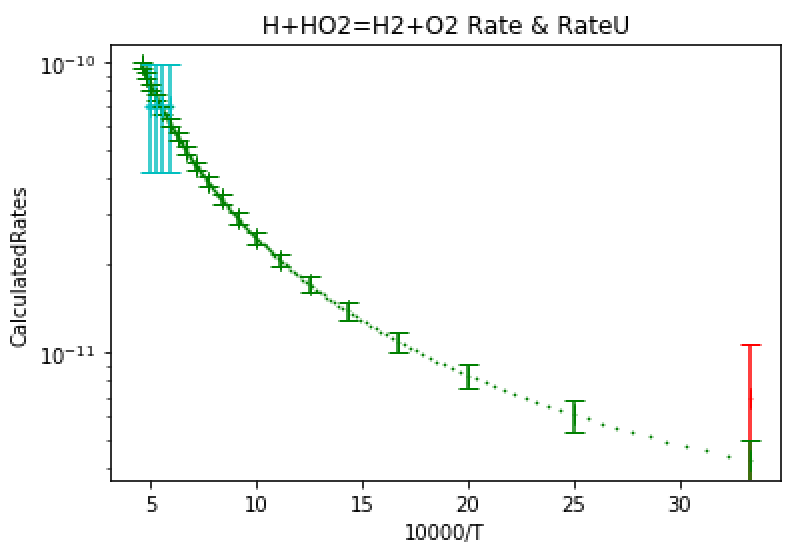 H+HO2=H2+O2 Rate & RateU
10⁻¹⁰
10⁻¹¹
CalculatedRates
5 10 15 20 25 30
10000/T